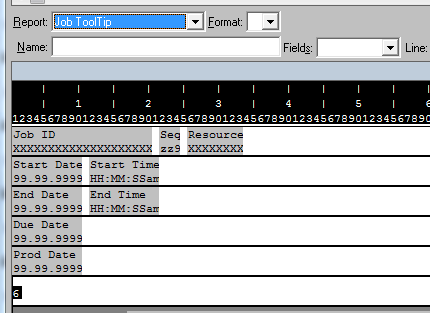 Report: Job ToolTip Format:
Name: Fields: Line:
1 2 3 4 5 6
12345678901234567890123456789012345678901234567890123456789
Job ID Seq Resource
XXXXXXXXXXXXXXXXXXXX zz9 XXXXXXXX
Start Date Start Time
99.99.9999 HH:MM:SSam
End Date End Time
99.99.9999 HH:MM:SSam
Due Date
99.99.9999
Prod Date
99.99.9999
6